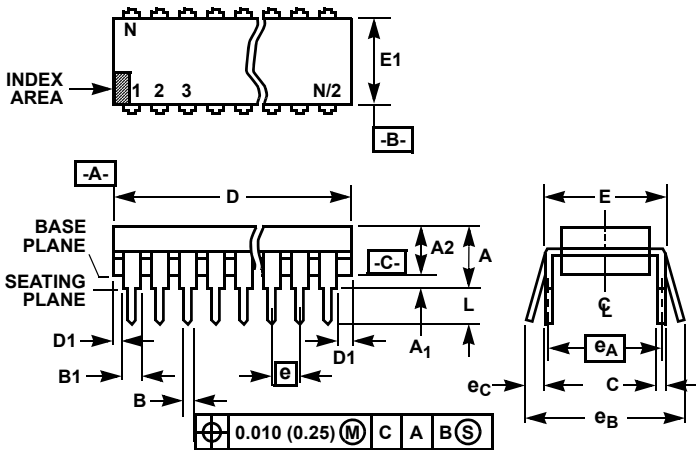 N
E1
INDEX
AREA
1 2 3 N/2
-B-
-A-
D
E
BASE
PLANE
A2
A
-C-
SEATING
PLANE
L
C
L
D1
A1
D1
eA
B1
e
eC
C
B
eB
0.010 (0.25) M C A B S